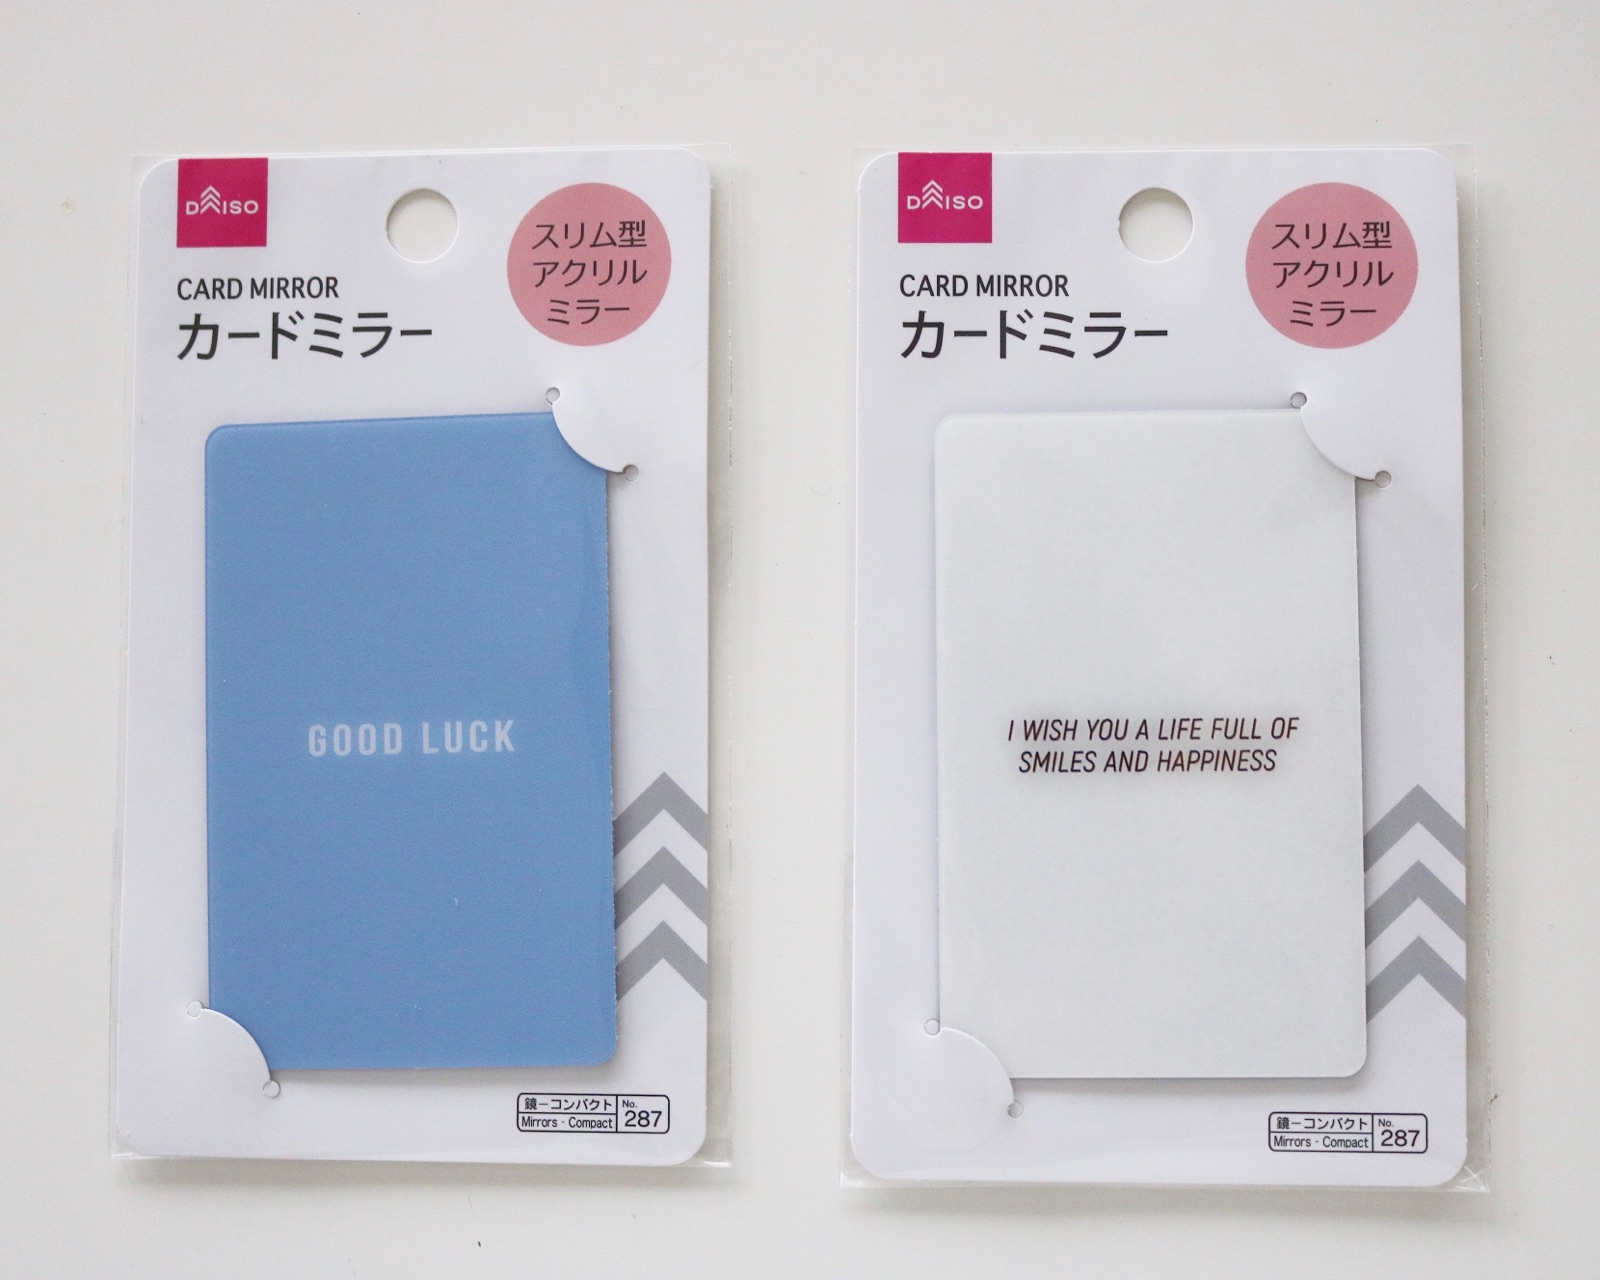 DAISO
CARD MIRROR
カードミラー
スリム型
アクリル
ミラー
GOOD LUCK
鏡－コンパクト
Mirrors - Compact
No.
287
DAISO
CARD MIRROR
カードミラー
スリム型
アクリル
ミラー
I WISH YOU A LIFE FULL OF
SMILES AND HAPPINESS
鏡－コンパクト
Mirrors - Compact
No.
287